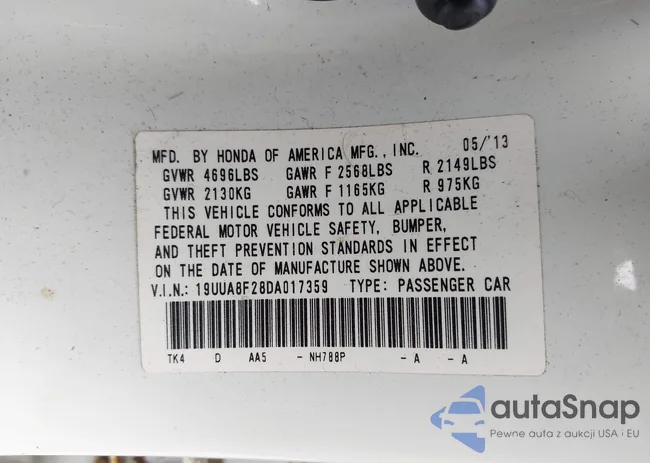 MFD. BY HONDA OF AMERICA MFG., INC. 05/'13
GVWR 4696LBS GAWR F 2568LBS R 2149LBS
GVWR 2130KG GAWR F 1165KG R 975KG
THIS VEHICLE CONFORMS TO ALL APPLICABLE
FEDERAL MOTOR VEHICLE SAFETY, BUMPER,
AND THEFT PREVENTION STANDARDS IN EFFECT
ON THE DATE OF MANUFACTURE SHOWN ABOVE.
V.I.N.: 19UUA8F28DA017359 TYPE: PASSENGER CAR
TK4 D AA5 - NH788P - A - A
autaSnap
Pewne auta z aukcji USA i EU